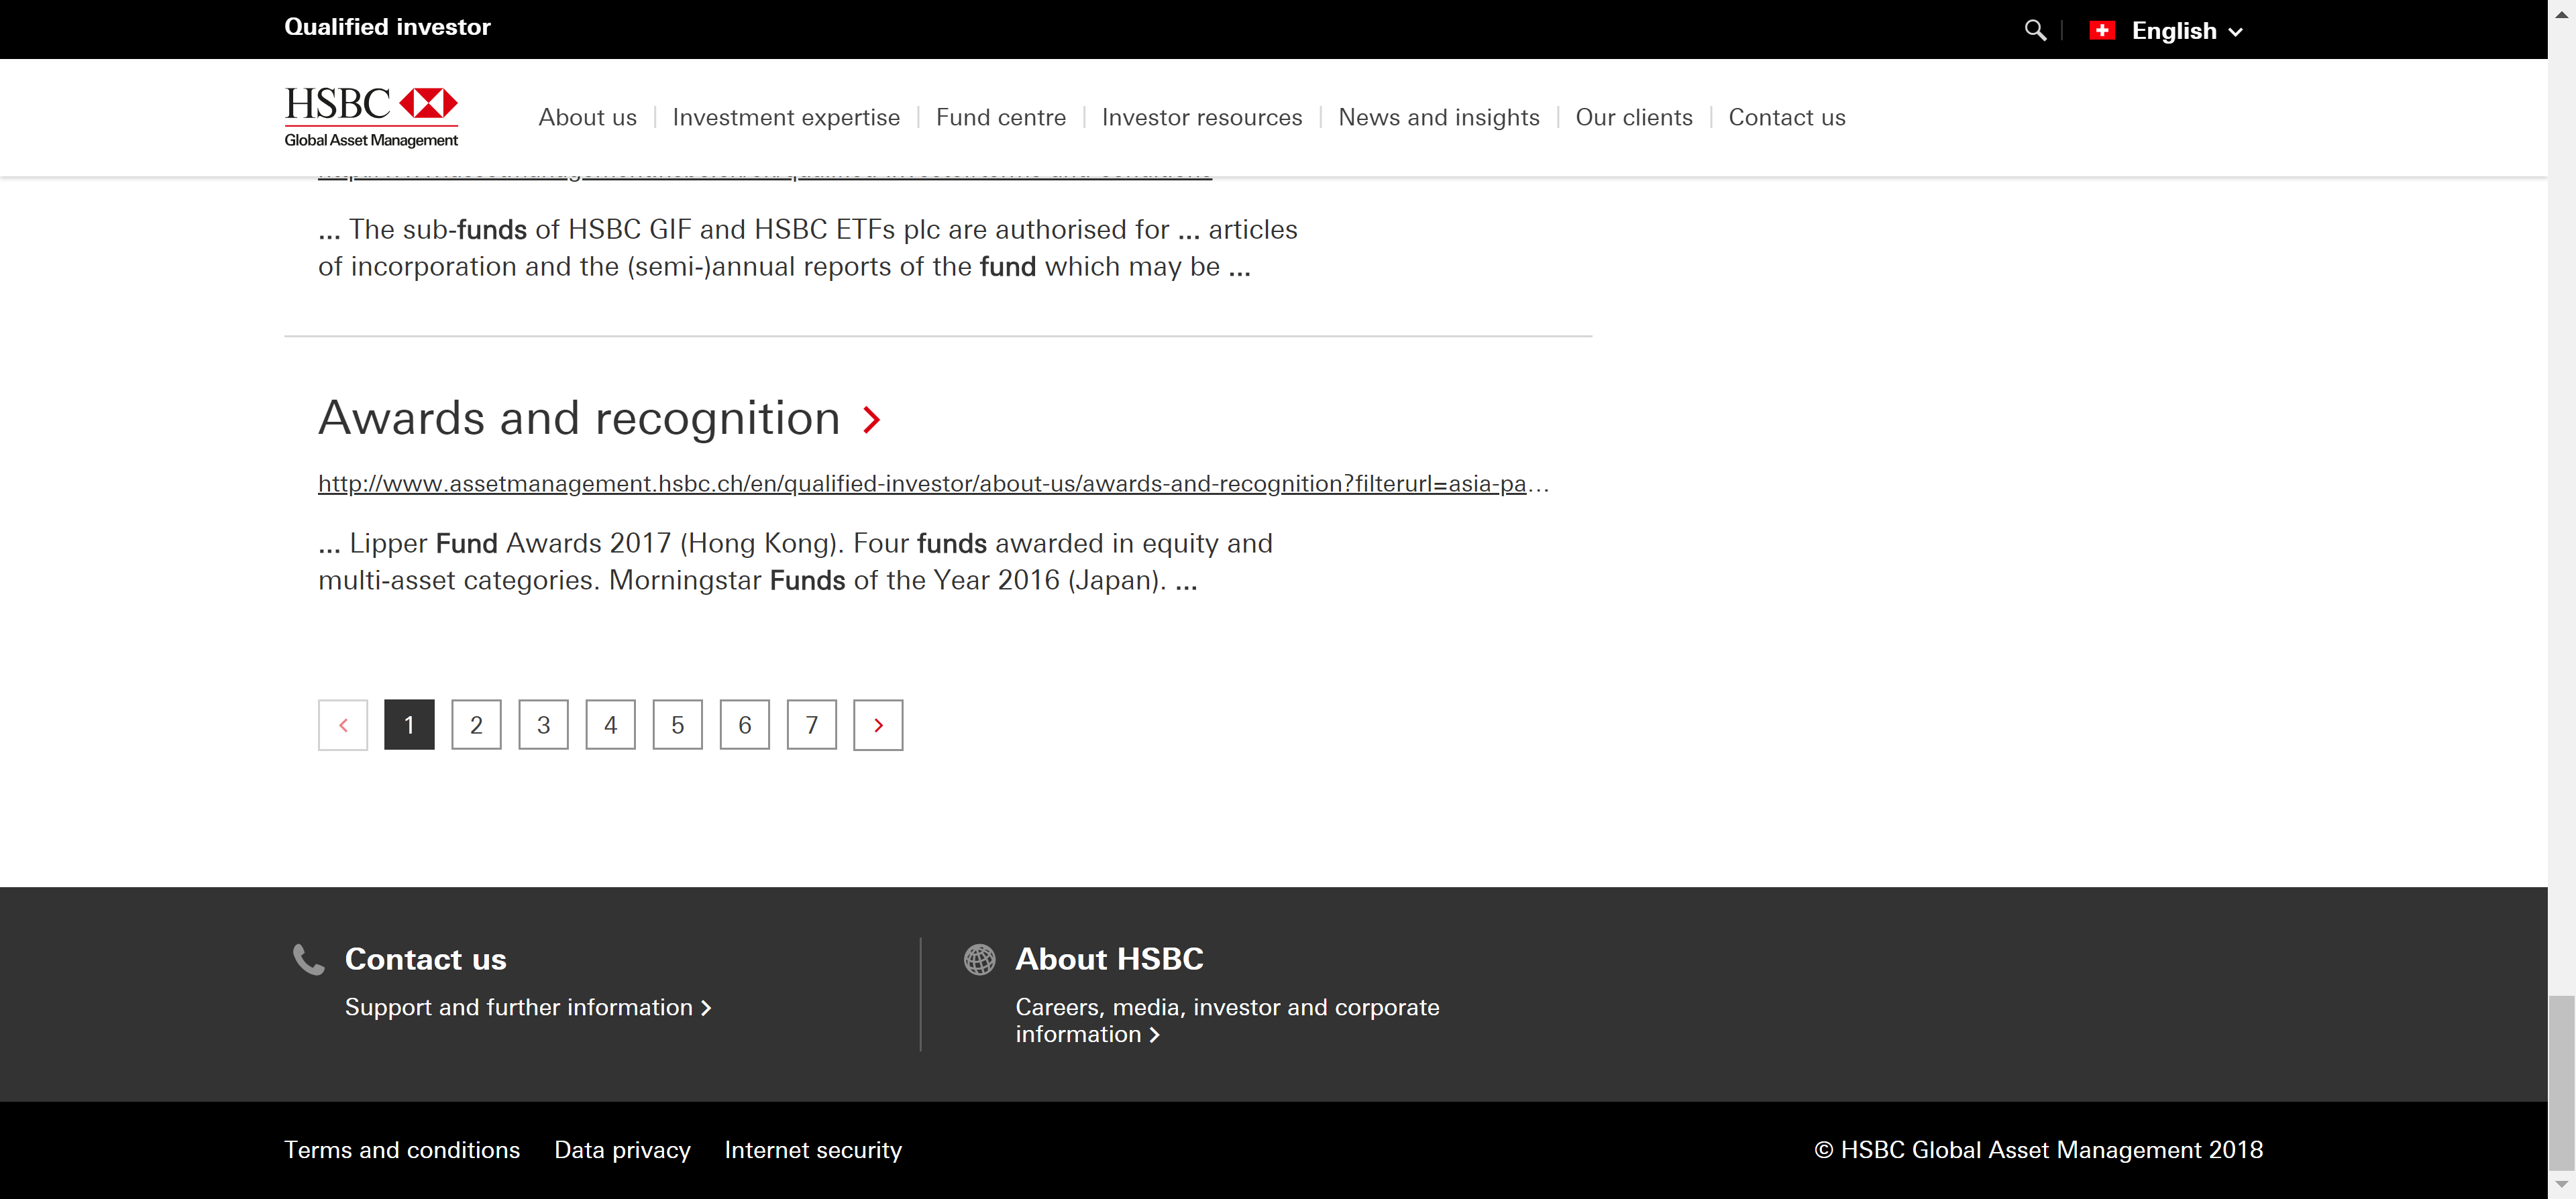 Qualified investor
English
HSBC
Global Asset Management
About us
Investment expertise
Fund centre
Investor resources
News and insights
Our clients
Contact us
... The sub-funds of HSBC GIF and HSBC ETFs plc are authorised for ... articles
of incorporation and the (semi-)annual reports of the fund which may be ...
Awards and recognition
http://www.assetmanagement.hsbc.ch/en/qualified-investor/about-us/awards-and-recognition?filterurl=asia-pa...
... Lipper Fund Awards 2017 (Hong Kong). Four funds awarded in equity and
multi-asset categories. Morningstar Funds of the Year 2016 (Japan). ...
1 2 3 4 5 6 7
Contact us
Support and further information
About HSBC
Careers, media, investor and corporate
information
Terms and conditions
Data privacy
Internet security
© HSBC Global Asset Management 2018